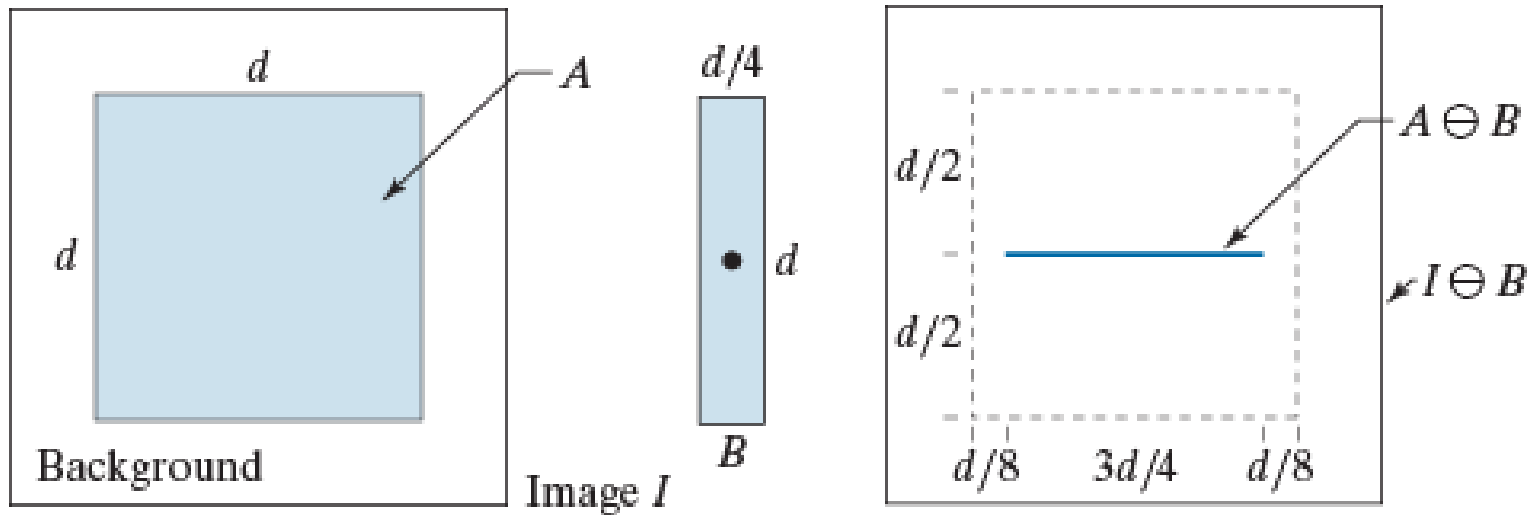 d
A
d
Background
Image I
d/4
d
B
d/2
d/2
A ⊖ B
I ⊖ B
d/8
3d/4
d/8